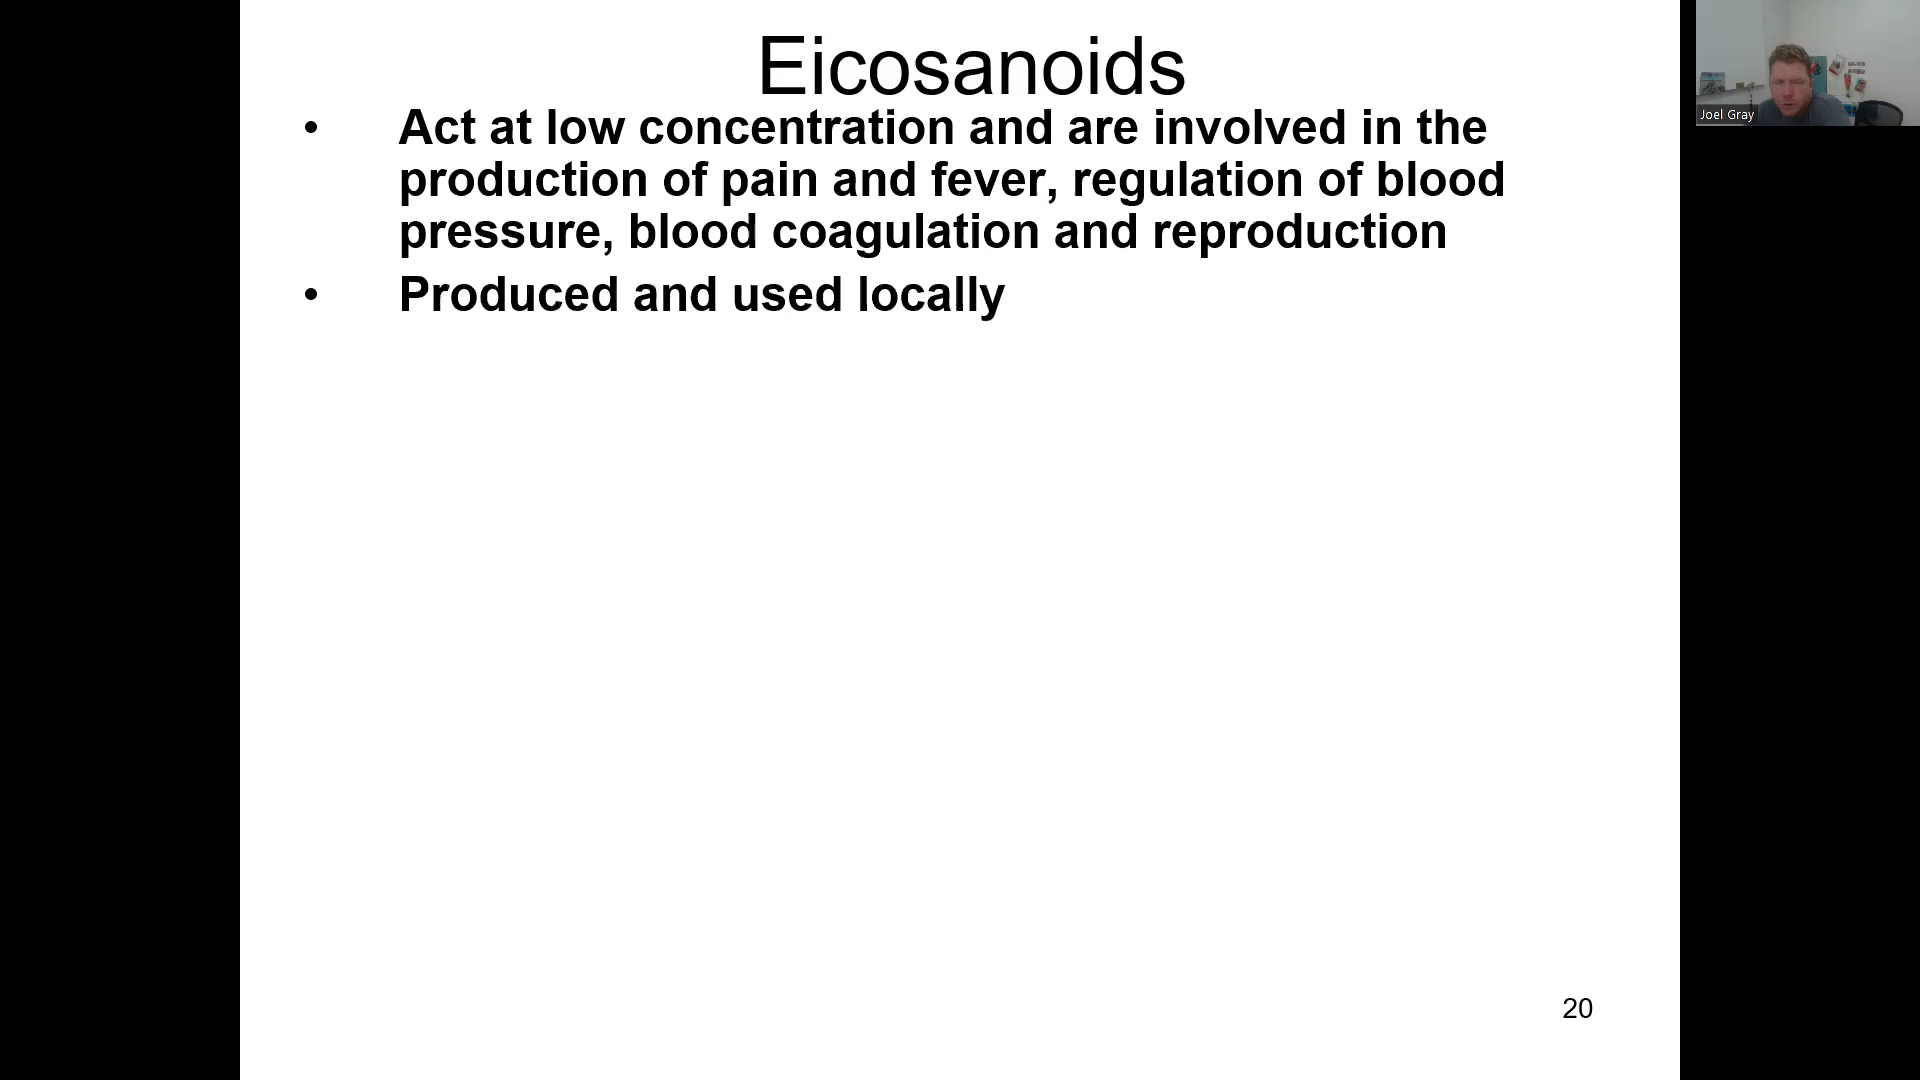 Eicosanoids
• Act at low concentration and are involved in the
production of pain and fever, regulation of blood
pressure, blood coagulation and reproduction
• Produced and used locally
Joel Gray
20